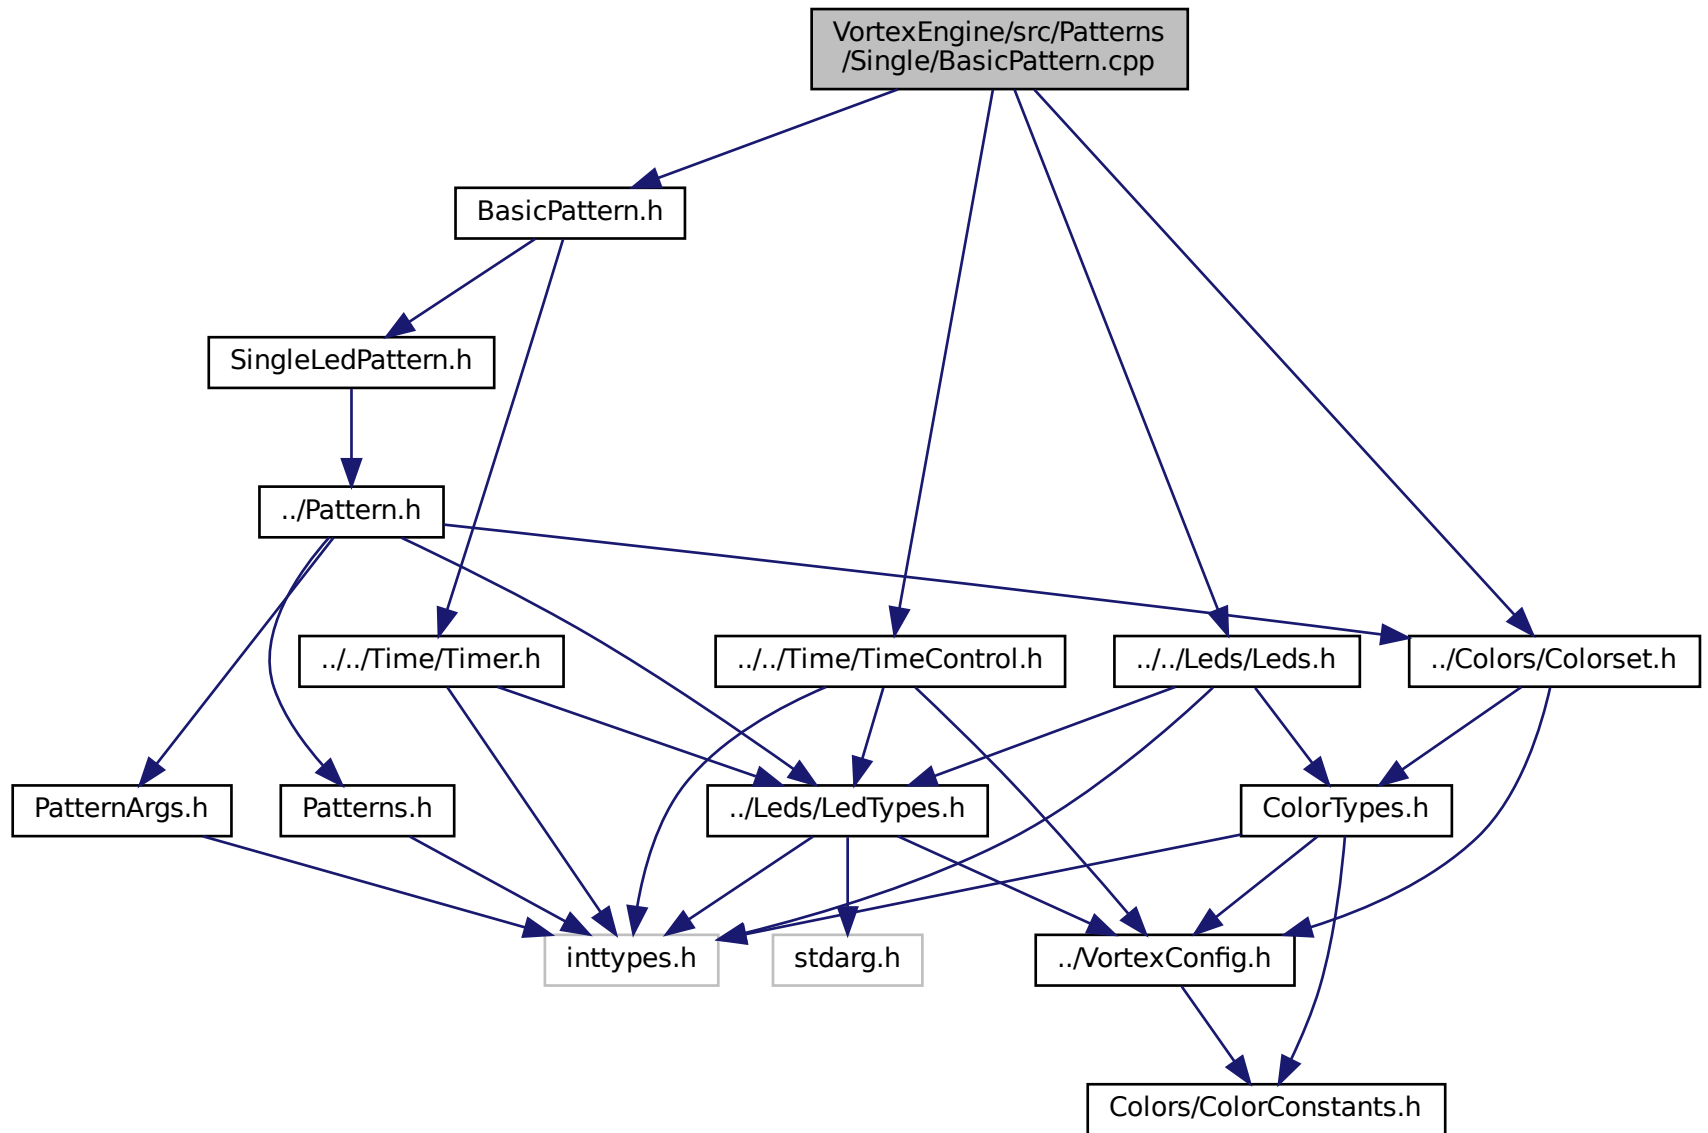 VortexEngine/src/Patterns
/Single/BasicPattern.cpp
BasicPattern.h
SingleLedPattern.h
../Pattern.h
../../Time/Timer.h
../../Time/TimeControl.h
../../Leds/Leds.h
../Colors/Colorset.h
PatternArgs.h
Patterns.h
../Leds/LedTypes.h
ColorTypes.h
inttypes.h
stdarg.h
../VortexConfig.h
Colors/ColorConstants.h